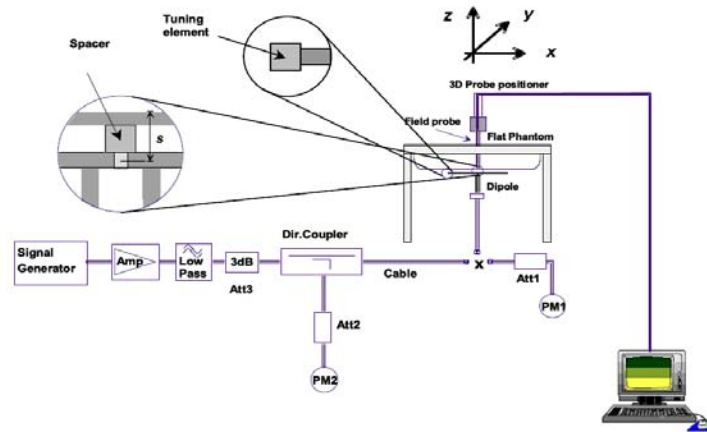 Tuning
element
Spacer
s
z
y
x
3D Probe positioner
Field probe
Flat Phantom
Dipole
Signal
Generator
Amp
Low
Pass
3dB
Att3
Dir.Coupler
Cable
x
Att1
PM1
Att2
PM2